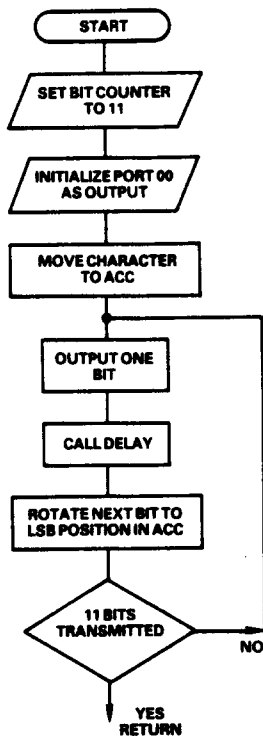 START
SET BIT COUNTER
TO 11
INITIALIZE PORT 00
AS OUTPUT
MOVE CHARACTER
TO ACC
OUTPUT ONE
BIT
CALL DELAY
ROTATE NEXT BIT TO
LSB POSITION IN ACC
11 BITS
TRANSMITTED
NO
YES
RETURN